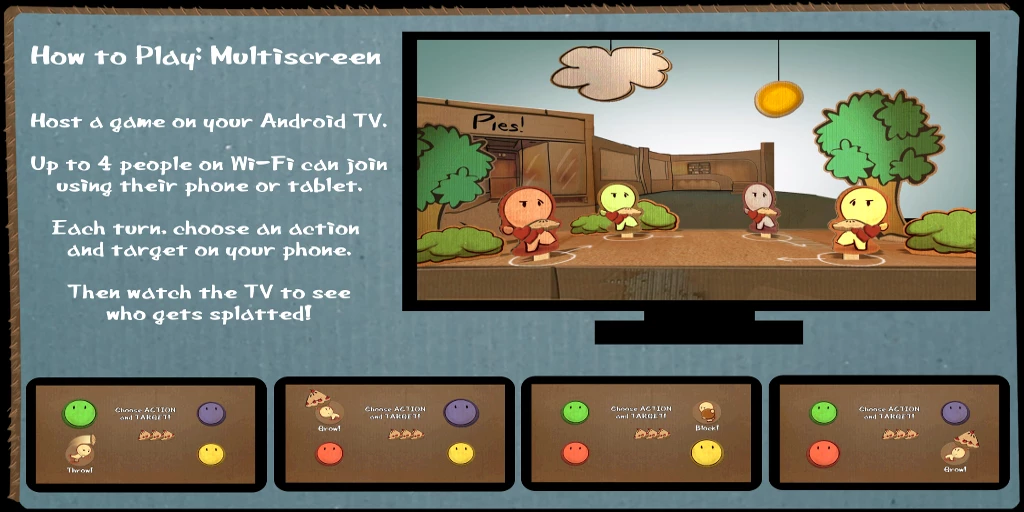 How to Play: Multiscreen
Host a game on your Android TV.
Up to 4 people on Wi-Fi can join
using their phone or tablet.
Each turn, choose an action
and target on your phone.
Then watch the TV to see
who gets splatted!
Pies!
Choose ACTION
and TARGET!
Throw!
Choose ACTION
and TARGET!
Grow!
Choose ACTION
and TARGET!
Block!
Choose ACTION
and TARGET!
Grow!